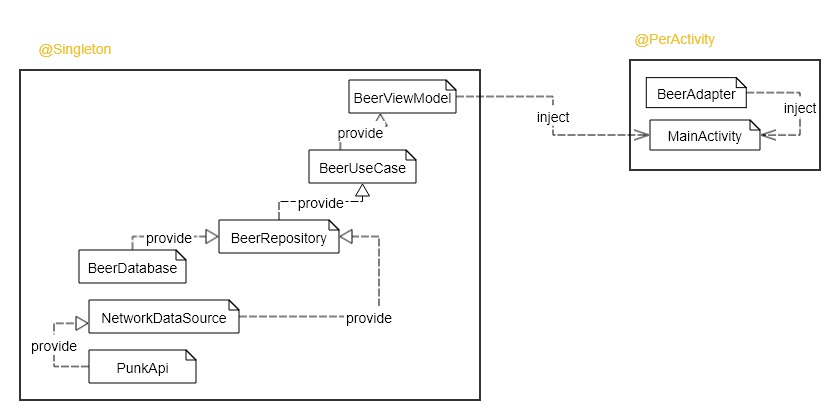 @Singleton
@PerActivity
BeerViewModel
BeerAdapter
inject
inject
provide
MainActivity
BeerUseCase
provide
BeerRepository
provide
BeerDatabase
NetworkDataSource
provide
provide
PunkApi